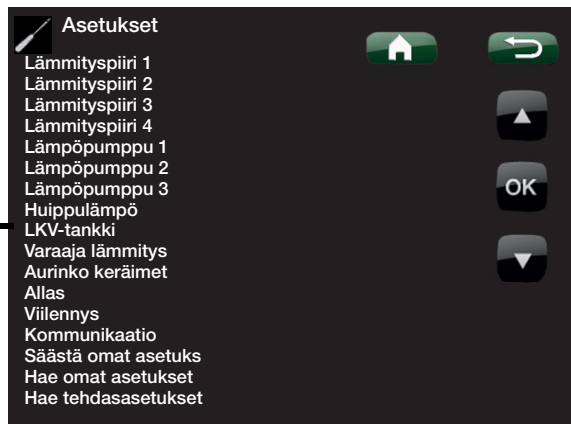 Asetukset
Lämmityspiiri 1
Lämmityspiiri 2
Lämmityspiiri 3
Lämmityspiiri 4
Lämpöpumppu 1
Lämpöpumppu 2
Lämpöpumppu 3
Huippulämpö
LKV-tankki
Varaaja lämmitys
Aurinko keräimet
Allas
Viilennys
Kommunikaatio
Säästä omat asetuks
Hae omat asetukset
Hae tehdasasetukset
OK